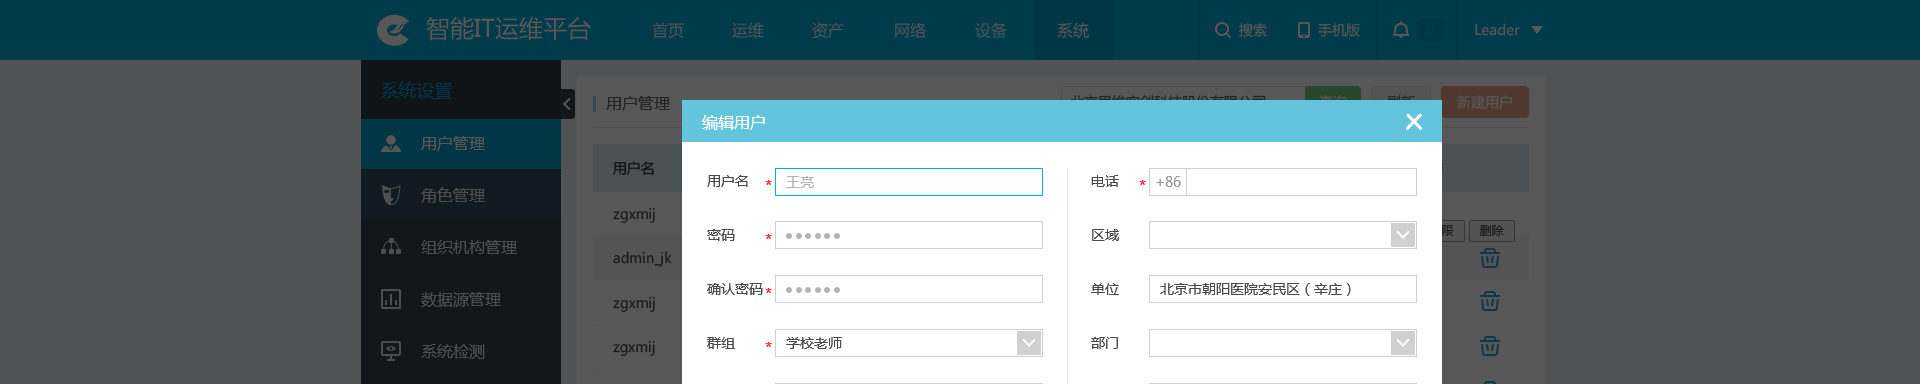 智能IT运维平台 首页 运维 资产 网络 设备 系统 搜索 手机版 Leader
系统设置
用户管理
角色管理
组织机构管理
数据源管理
系统检测
用户管理 新建用户
用户名
zgxmij
admin_jk
zgxmij
zgxmij
限 删除
编辑用户
用户名 * 王亮
密码 * ●●●●●●
确认密码 * ●●●●●●
群组 * 学校老师
电话 * +86
区域
单位 北京市朝阳医院安民区（辛庄）
部门